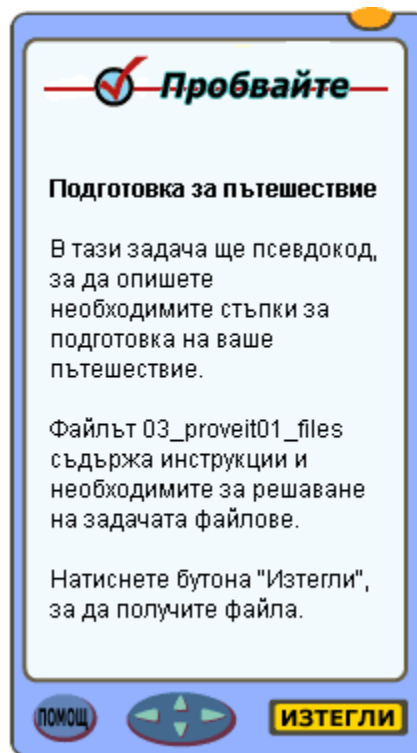 Пробвайте
Подготовка за пътешествие
В тази задача ще псевдокод,
за да опишете
необходимите стъпки за
подготовка на ваше
пътешествие.
Файлът 03_proveit01_files
съдържа инструкции и
необходимите за решаване
на задачата файлове.
Натиснете бутона "Изтегли",
за да получите файла.
ПОМОЩ
ИЗТЕГЛИ